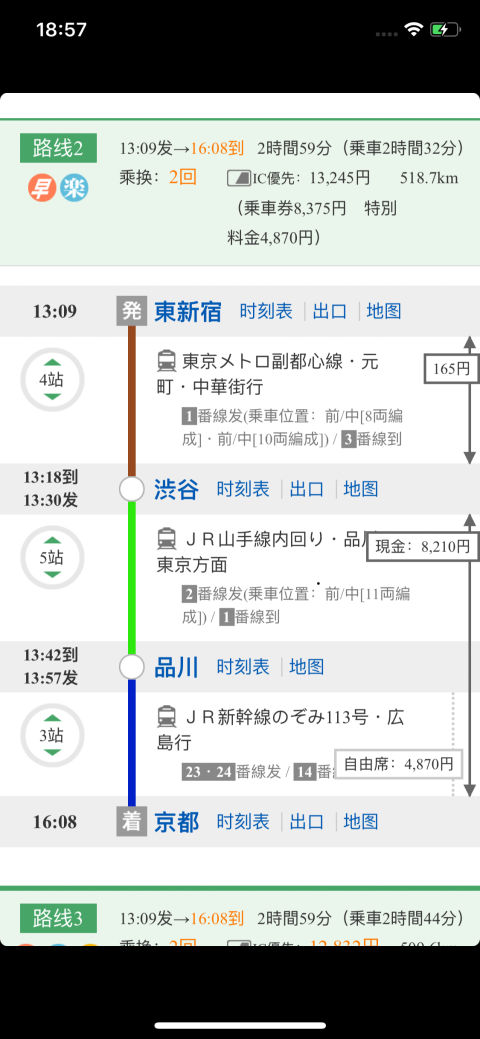 18:57
路线2
13:09发→16:08到 2時間59分（乗車2時間32分）
早 楽
乗換：2回 IC優先：13,245円 518.7km
（乗車券8,375円 特別
料金4,870円）
13:09 発 東新宿 时刻表 出口 地图
4站
東京メトロ副都心線・元
町・中華街行
165円
1番線发(乗車位置：前/中[8両編
成]・前/中[10両編成]) / 3番線到
13:18到
13:30发
渋谷 时刻表 出口 地图
5站
ＪＲ山手線内回り・品川
東京方面
現金：8,210円
2番線发(乗車位置：前/中[11両編
成]) / 1番線到
13:42到
13:57发
品川 时刻表 地图
3站
ＪＲ新幹線のぞみ113号・広
島行
23・24番線发 / 14番
自由席：4,870円
16:08 着 京都 时刻表 出口 地图
路线3
13:09发→16:08到 2時間59分（乗車2時間44分）
乗換：2回 IC優先：12,832円